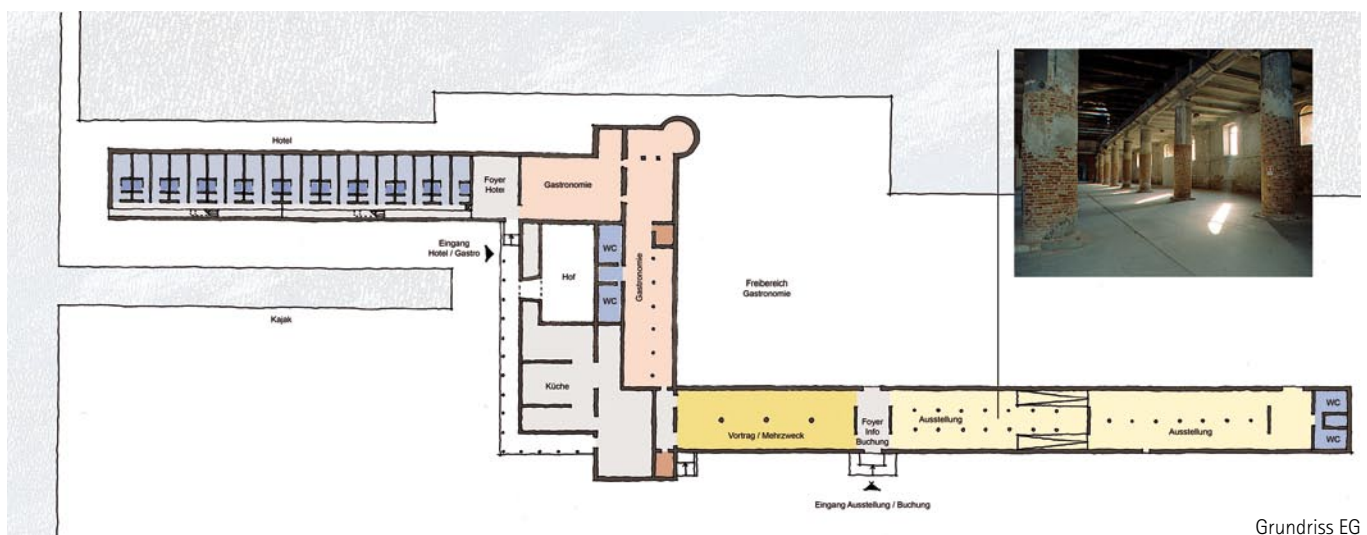 Hotel
Foyer
Hotel
Gastronomie
Eingang
Hotel / Gastro
Hof
WC
WC
Gastronomie
Freibereich
Gastronomie
Kajak
Küche
Vortrag / Mehrzweck
Foyer
Info
Buchung
Ausstellung
Ausstellung
WC
WC
Eingang Ausstellung / Buchung
Grundriss EG